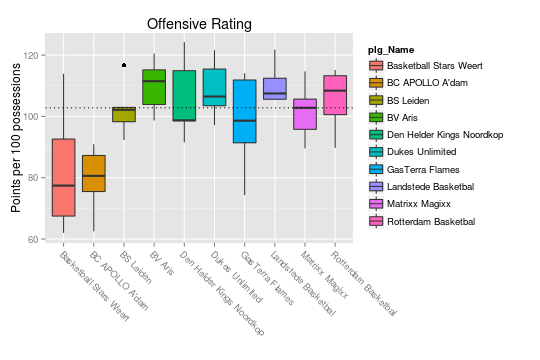 Offensive Rating
Points per 100 possessions
120
100
80
60
Basketball Stars Weert
BC APOLLO A'dam
BS Leiden
BV Aris
Den Helder Kings Noordkop
Dukes Unlimited
GasTerra Flames
Landstede Basketbal
Matrixx Magixx
Rotterdam Basketbal
plg_Name
Basketball Stars Weert
BC APOLLO A'dam
BS Leiden
BV Aris
Den Helder Kings Noordkop
Dukes Unlimited
GasTerra Flames
Landstede Basketbal
Matrixx Magixx
Rotterdam Basketbal